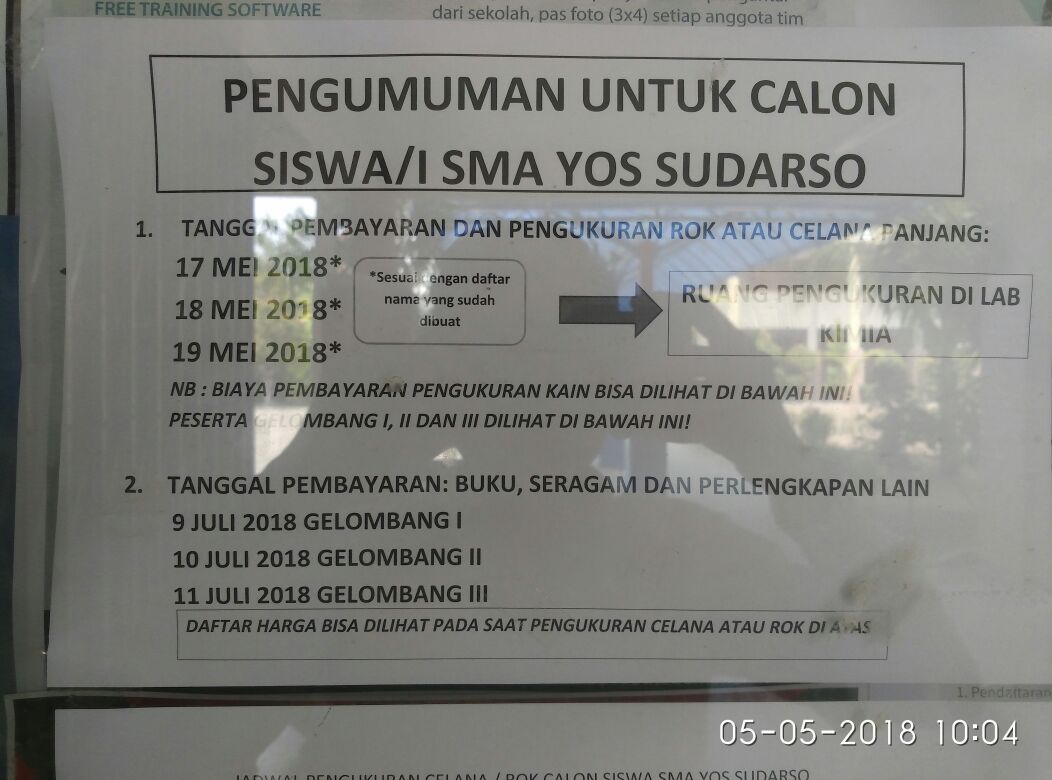 FREE TRAINING SOFTWARE
dari sekolah, pas foto (3x4) setiap anggota tim
PENGUMUMAN UNTUK CALON
SISWA/I SMA YOS SUDARSO
1. TANGGAL PEMBAYARAN DAN PENGUKURAN ROK ATAU CELANA PANJANG:
17 MEI 2018*
18 MEI 2018*
19 MEI 2018*
*Sesuai dengan daftar
nama yang sudah
dibuat
RUANG PENGUKURAN DI LAB
KIMIA
NB : BIAYA PEMBAYARAN PENGUKURAN KAIN BISA DILIHAT DI BAWAH INI!
PESERTA GELOMBANG I, II DAN III DILIHAT DI BAWAH INI!
2. TANGGAL PEMBAYARAN: BUKU, SERAGAM DAN PERLENGKAPAN LAIN
9 JULI 2018 GELOMBANG I
10 JULI 2018 GELOMBANG II
11 JULI 2018 GELOMBANG III
DAFTAR HARGA BISA DILIHAT PADA SAAT PENGUKURAN CELANA ATAU ROK DI ATAS
1. Pendaftaran
05-05-2018 10:04
JADWAL PENGUKURAN CELANA / ROK CALON SISWA SMA YOS SUDARSO